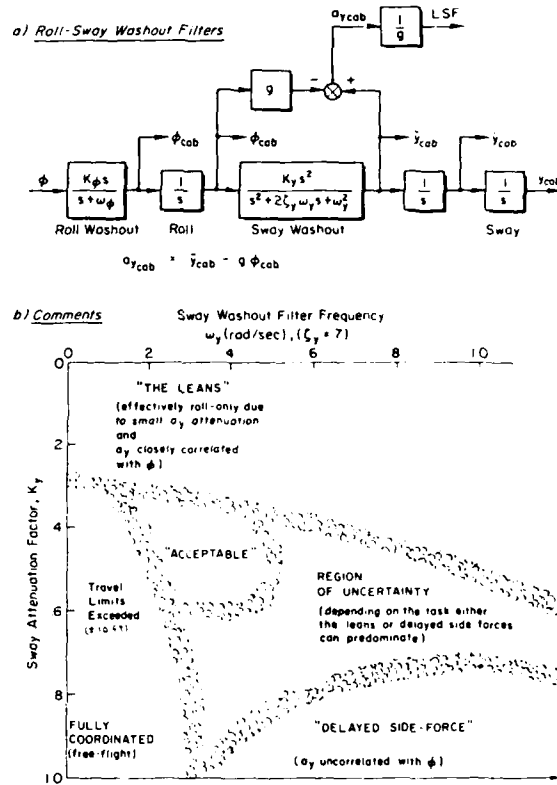 a) Roll-Sway Washout Filters
a_ycab
1/g
LSF
g
−
+
φ_cab
φ_cab
ÿ_cab
ẏ_cab
φ
K_φ s / s+ω_φ
1/s
K_y s² / s²+2ζ_y ω_y s+ω_y²
1/s
1/s
y_cab
Roll Washout
Roll
Sway Washout
Sway
a_ycab = ÿ_cab − g φ_cab
b) Comments
Sway Washout Filter Frequency
ω_y (rad/sec), (ζ_y = 7)
0 2 4 6 8 10
0
2
4
6
8
10
Sway Attenuation Factor, K_y
"THE LEANS"
(effectively roll-only due
to small a_y attenuation
and
a_y closely correlated
with φ)
"ACCEPTABLE"
Travel
Limits
Exceeded
REGION
OF UNCERTAINTY
(depending on the task either
the leans or delayed side forces
can predominate)
FULLY
COORDINATED
(free-flight)
"DELAYED SIDE-FORCE"
(a_y uncorrelated with φ)